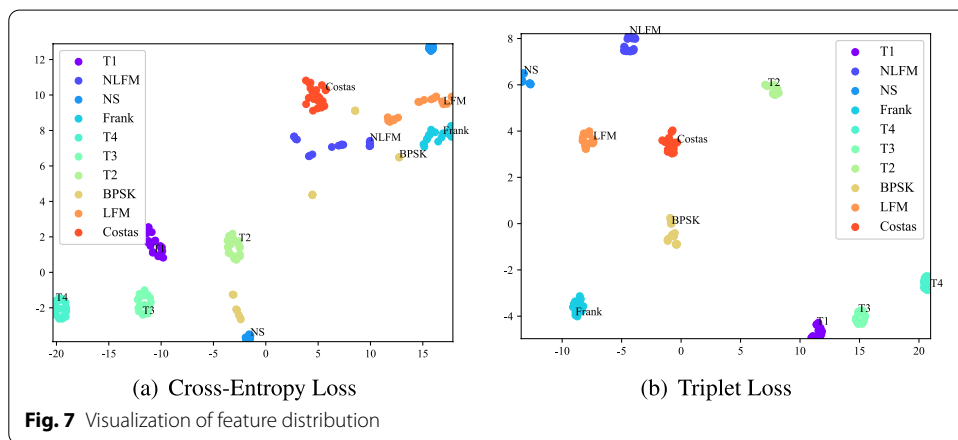 12
10
8
6
4
2
0
-2
-20
-15
-10
-5
0
5
10
15
T1
NLFM
NS
Frank
T4
T3
T2
BPSK
LFM
Costas
Costas
LFM
Frank
NLFM
BPSK
T1
T2
T4
T3
NS
(a) Cross-Entropy Loss
8
6
4
2
0
-2
-4
-10
-5
0
5
10
15
20
NLFM
NS
T2
LFM
Costas
BPSK
T4
Frank
T1
T3
T1
NLFM
NS
Frank
T4
T3
T2
BPSK
LFM
Costas
(b) Triplet Loss
Fig. 7 Visualization of feature distribution